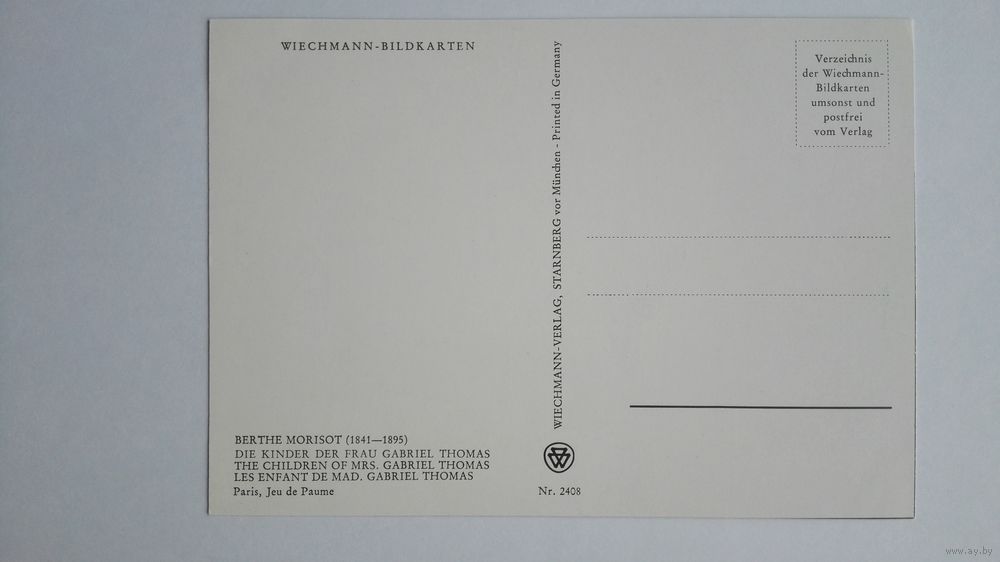 WIECHMANN-BILDKARTEN
BERTHE MORISOT (1841—1895)
DIE KINDER DER FRAU GABRIEL THOMAS
THE CHILDREN OF MRS. GABRIEL THOMAS
LES ENFANT DE MAD. GABRIEL THOMAS
Paris, Jeu de Paume
WIECHMANN-VERLAG, STARNBERG vor München - Printed in Germany
Nr. 2408
Verzeichnis
der Wiechmann-
Bildkarten
umsonst und
postfrei
vom Verlag
www.ay.by